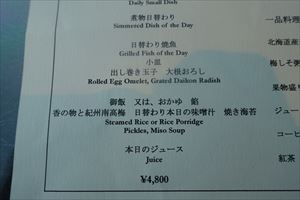 Daily Small Dish
煮物日替わり
Simmered Dish of the Day
日替わり焼魚
Grilled Fish of the Day
小皿
出し巻き玉子　大根おろし
Rolled Egg Omelet, Grated Daikon Radish
御飯　又は、おかゆ　餡
香の物と紀州南高梅　日替わり本日の味噌汁　焼き海苔
Steamed Rice or Rice Porridge
Pickles, Miso Soup
本日のジュース
Juice
¥4,800
一品料理
北海道産
梅しそ
果物盛り
ジュー
コーヒ
紅茶